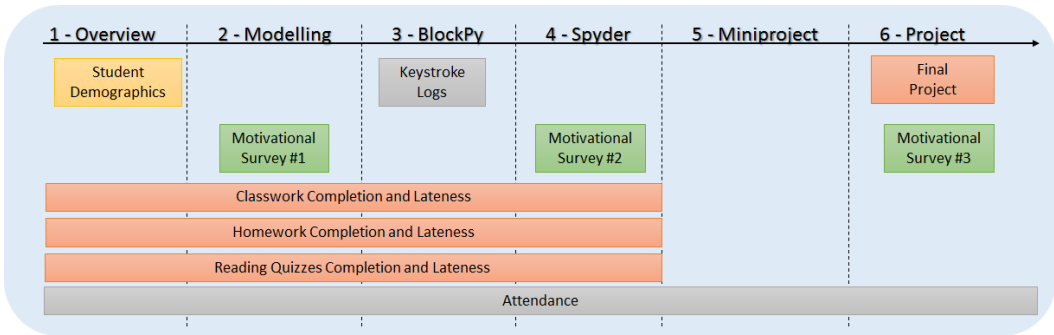 1 - Overview
2 - Modelling
3 - BlockPy
4 - Spyder
5 - Miniproject
6 - Project
Student
Demographics
Keystroke
Logs
Final
Project
Motivational
Survey #1
Motivational
Survey #2
Motivational
Survey #3
Classwork Completion and Lateness
Homework Completion and Lateness
Reading Quizzes Completion and Lateness
Attendance